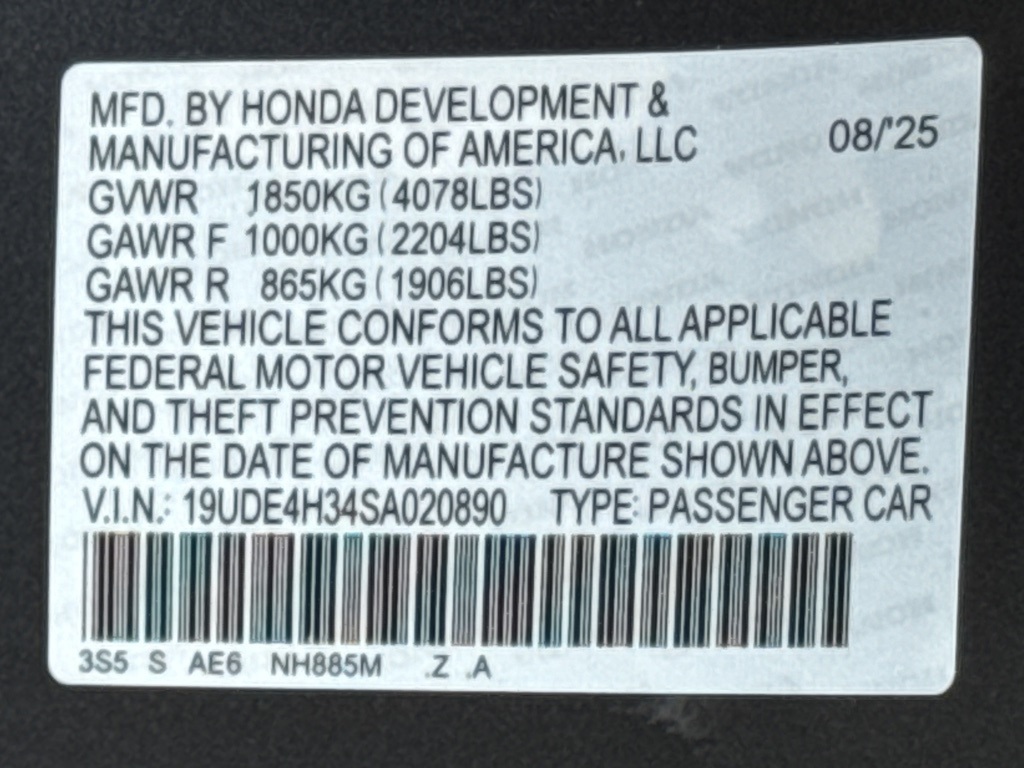 MFD. BY HONDA DEVELOPMENT &
MANUFACTURING OF AMERICA, LLC 08/'25
GVWR 1850KG (4078LBS)
GAWR F 1000KG (2204LBS)
GAWR R 865KG (1906LBS)
THIS VEHICLE CONFORMS TO ALL APPLICABLE
FEDERAL MOTOR VEHICLE SAFETY, BUMPER,
AND THEFT PREVENTION STANDARDS IN EFFECT
ON THE DATE OF MANUFACTURE SHOWN ABOVE.
V.I.N.: 19UDE4H34SA020890 TYPE: PASSENGER CAR
3S5 S AE6 NH885M .Z .A